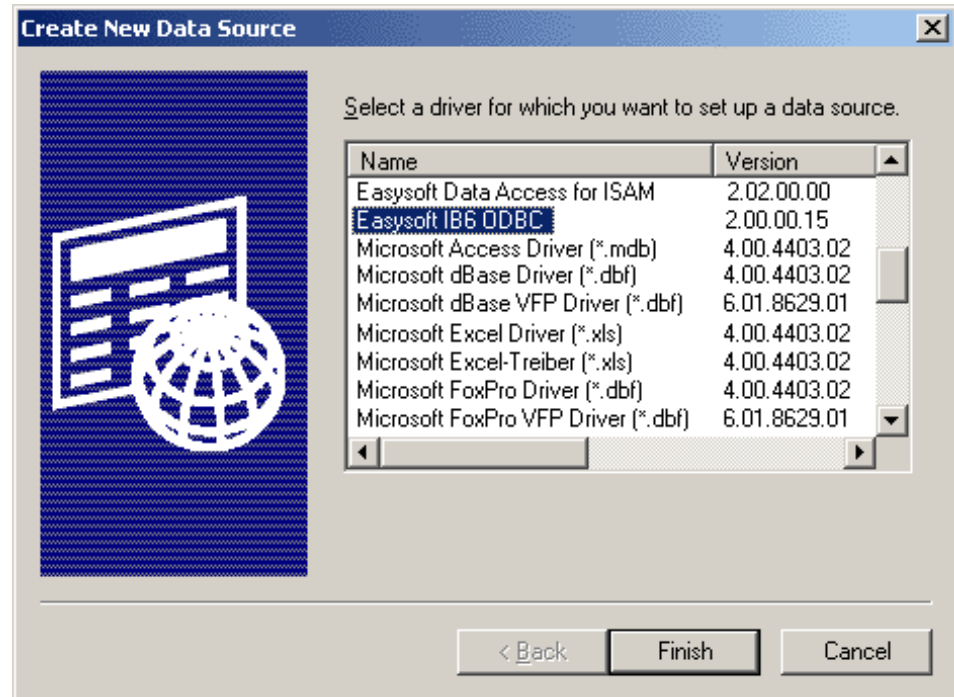 Create New Data Source
Select a driver for which you want to set up a data source.
Name Version
Easysoft Data Access for ISAM 2.02.00.00
Easysoft IB6 ODBC 2.00.00.15
Microsoft Access Driver (*.mdb) 4.00.4403.02
Microsoft dBase Driver (*.dbf) 4.00.4403.02
Microsoft dBase VFP Driver (*.dbf) 6.01.8629.01
Microsoft Excel Driver (*.xls) 4.00.4403.02
Microsoft Excel-Treiber (*.xls) 4.00.4403.02
Microsoft FoxPro Driver (*.dbf) 4.00.4403.02
Microsoft FoxPro VFP Driver (*.dbf) 6.01.8629.01
< Back Finish Cancel